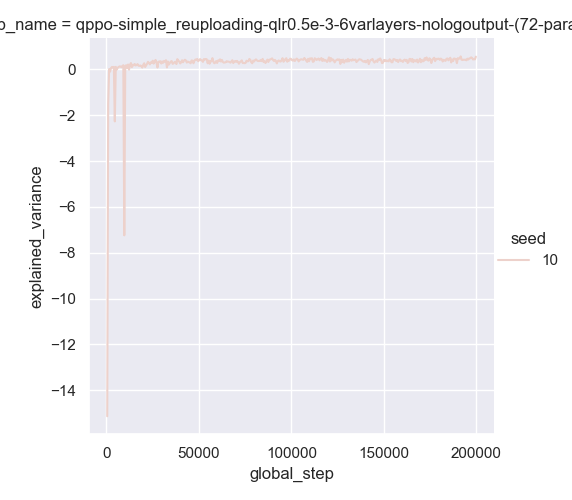 p_name = qppo-simple_reuploading-qlr0.5e-3-6varlayers-nologoutput-(72-para
0
−2
−4
−6
−8
−10
−12
−14
explained_variance
0 50000 100000 150000 200000
global_step
seed
10